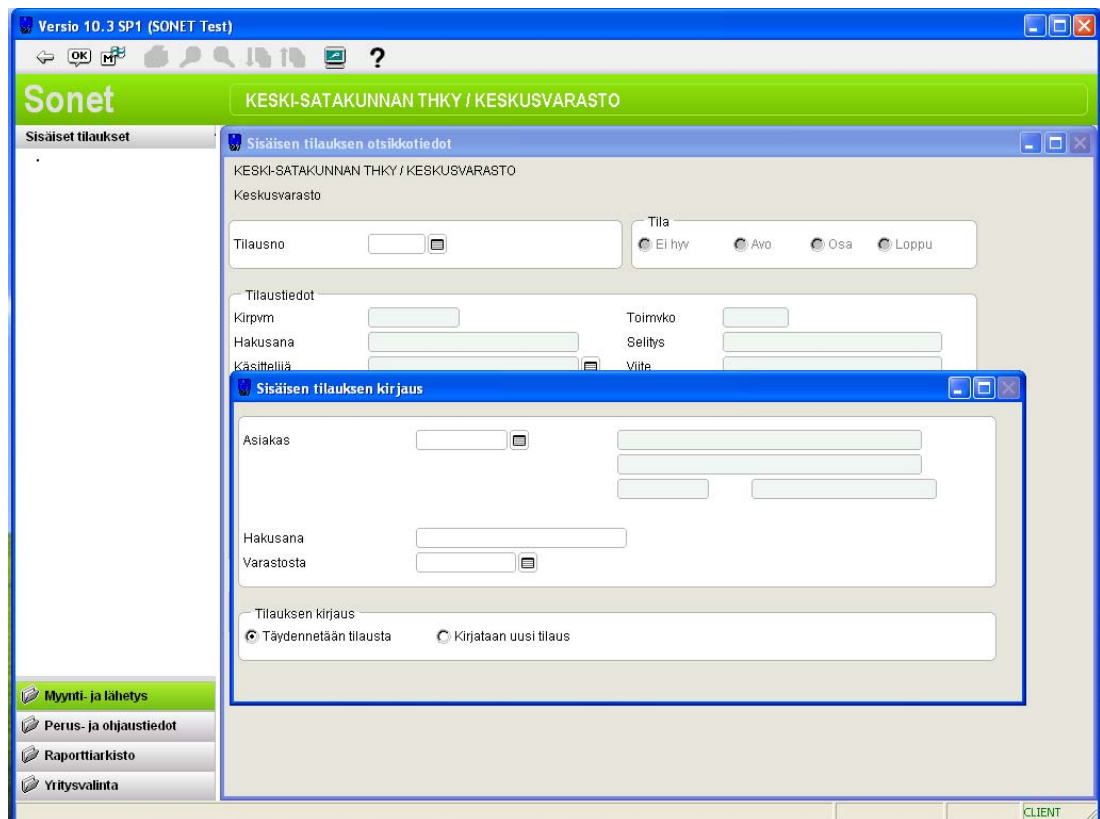 Versio 10.3 SP1 (SONET Test)
OK M ?
Sonet
KESKI-SATAKUNNAN THKY / KESKUSVARASTO
Sisäiset tilaukset
Sisäisen tilauksen otsikkotiedot
KESKI-SATAKUNNAN THKY / KESKUSVARASTO
Keskusvarasto
Tila
Tilausno
Ei hyv Avo Osa Loppu
Tilaustiedot
Kirpvm Toimvko
Hakusana Selitys
Käsittelijä Viite
Sisäisen tilauksen kirjaus
Asiakas
Hakusana
Varastosta
Tilauksen kirjaus
Täydennetään tilausta Kirjataan uusi tilaus
Myynti- ja lähetys
Perus- ja ohjaustiedot
Raporttiarkisto
Yritysvalinta
CLIENT